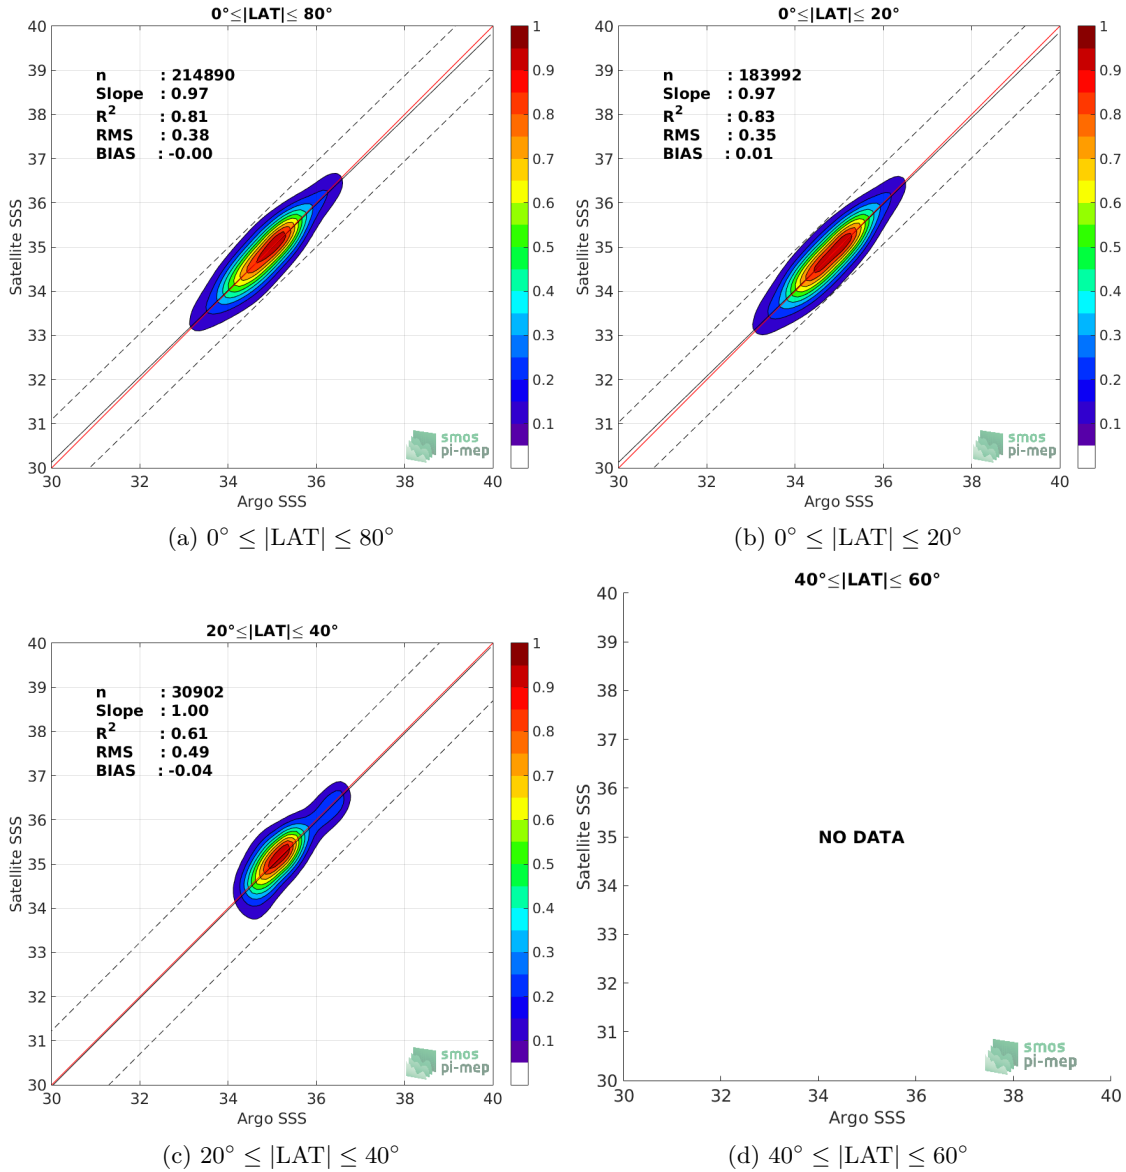 0°≤|LAT|≤ 80°
40
39
38
37
36
35
34
33
32
31
30
30
32
34
36
38
40
Satellite SSS
Argo SSS
n : 214890
Slope : 0.97
R² : 0.81
RMS : 0.38
BIAS : -0.00
1
0.9
0.8
0.7
0.6
0.5
0.4
0.3
0.2
0.1
smos
pi-mep
(a) 0° ≤ |LAT| ≤ 80°
0°≤|LAT|≤ 20°
40
39
38
37
36
35
34
33
32
31
30
30
32
34
36
38
40
Satellite SSS
Argo SSS
n : 183992
Slope : 0.97
R² : 0.83
RMS : 0.35
BIAS : 0.01
1
0.9
0.8
0.7
0.6
0.5
0.4
0.3
0.2
0.1
smos
pi-mep
(b) 0° ≤ |LAT| ≤ 20°
20°≤|LAT|≤ 40°
40
39
38
37
36
35
34
33
32
31
30
30
32
34
36
38
40
Satellite SSS
Argo SSS
n : 30902
Slope : 1.00
R² : 0.61
RMS : 0.49
BIAS : -0.04
1
0.9
0.8
0.7
0.6
0.5
0.4
0.3
0.2
0.1
smos
pi-mep
(c) 20° ≤ |LAT| ≤ 40°
40°≤|LAT|≤ 60°
40
39
38
37
36
35
34
33
32
31
30
30
32
34
36
38
40
Satellite SSS
Argo SSS
NO DATA
smos
pi-mep
(d) 40° ≤ |LAT| ≤ 60°